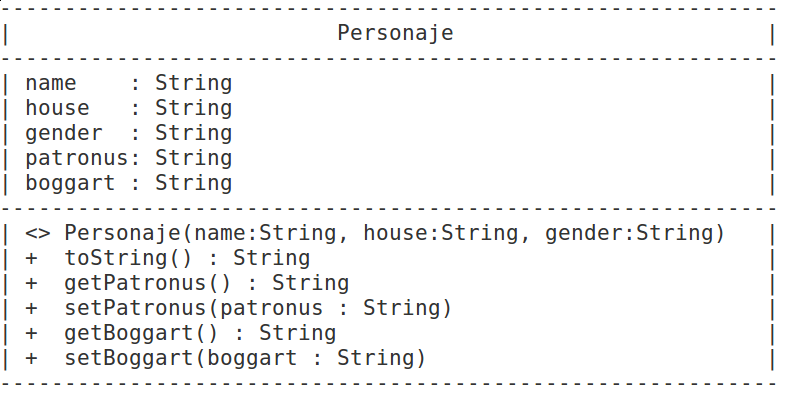 ------------------------------------------------------------
|                         Personaje                        |
------------------------------------------------------------
| name    : String                                         |
| house   : String                                         |
| gender  : String                                         |
| patronus: String                                         |
| boggart : String                                         |
------------------------------------------------------------
| <> Personaje(name:String, house:String, gender:String)   |
| +  toString() : String                                   |
| +  getPatronus() : String                                |
| +  setPatronus(patronus : String)                        |
| +  getBoggart() : String                                 |
| +  setBoggart(boggart : String)                          |
------------------------------------------------------------